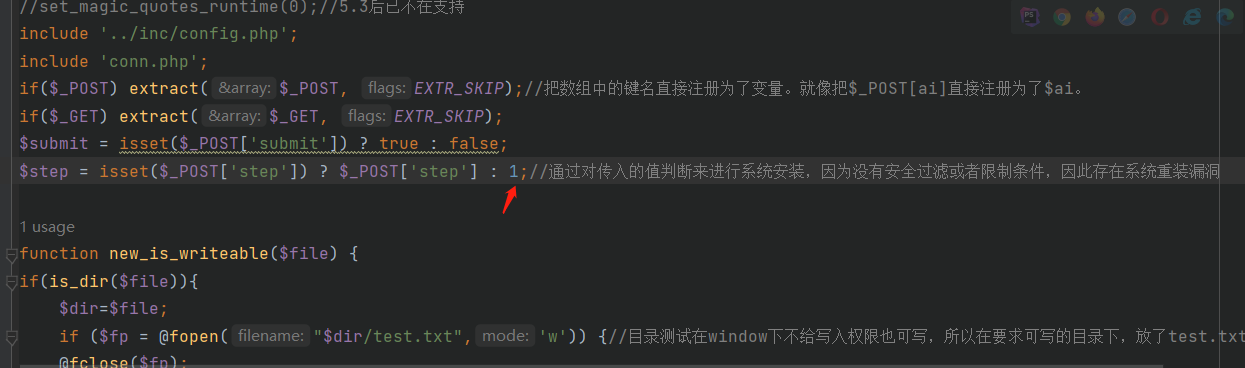 //set_magic_quotes_runtime(0);//5.3后已不在支持
include '../inc/config.php';
include 'conn.php';
if($_POST) extract( &array: $_POST, flags: EXTR_SKIP);//把数组中的键名直接注册为了变量。就像把$_POST[ai]直接注册为了$ai。
if($_GET) extract( &array: $_GET, flags: EXTR_SKIP);
$submit = isset($_POST['submit']) ? true : false;
$step = isset($_POST['step']) ? $_POST['step'] : 1;//通过对传入的值判断来进行系统安装，因为没有安全过滤或者限制条件，因此存在系统重装漏洞
1 usage
function new_is_writeable($file) {
if(is_dir($file)){
$dir=$file;
if ($fp = @fopen( filename: "$dir/test.txt", mode: 'w')) {//目录测试在window下不给写入权限也可写，所以在要求可写的目录下，放了test.txt
@fclose($fp);